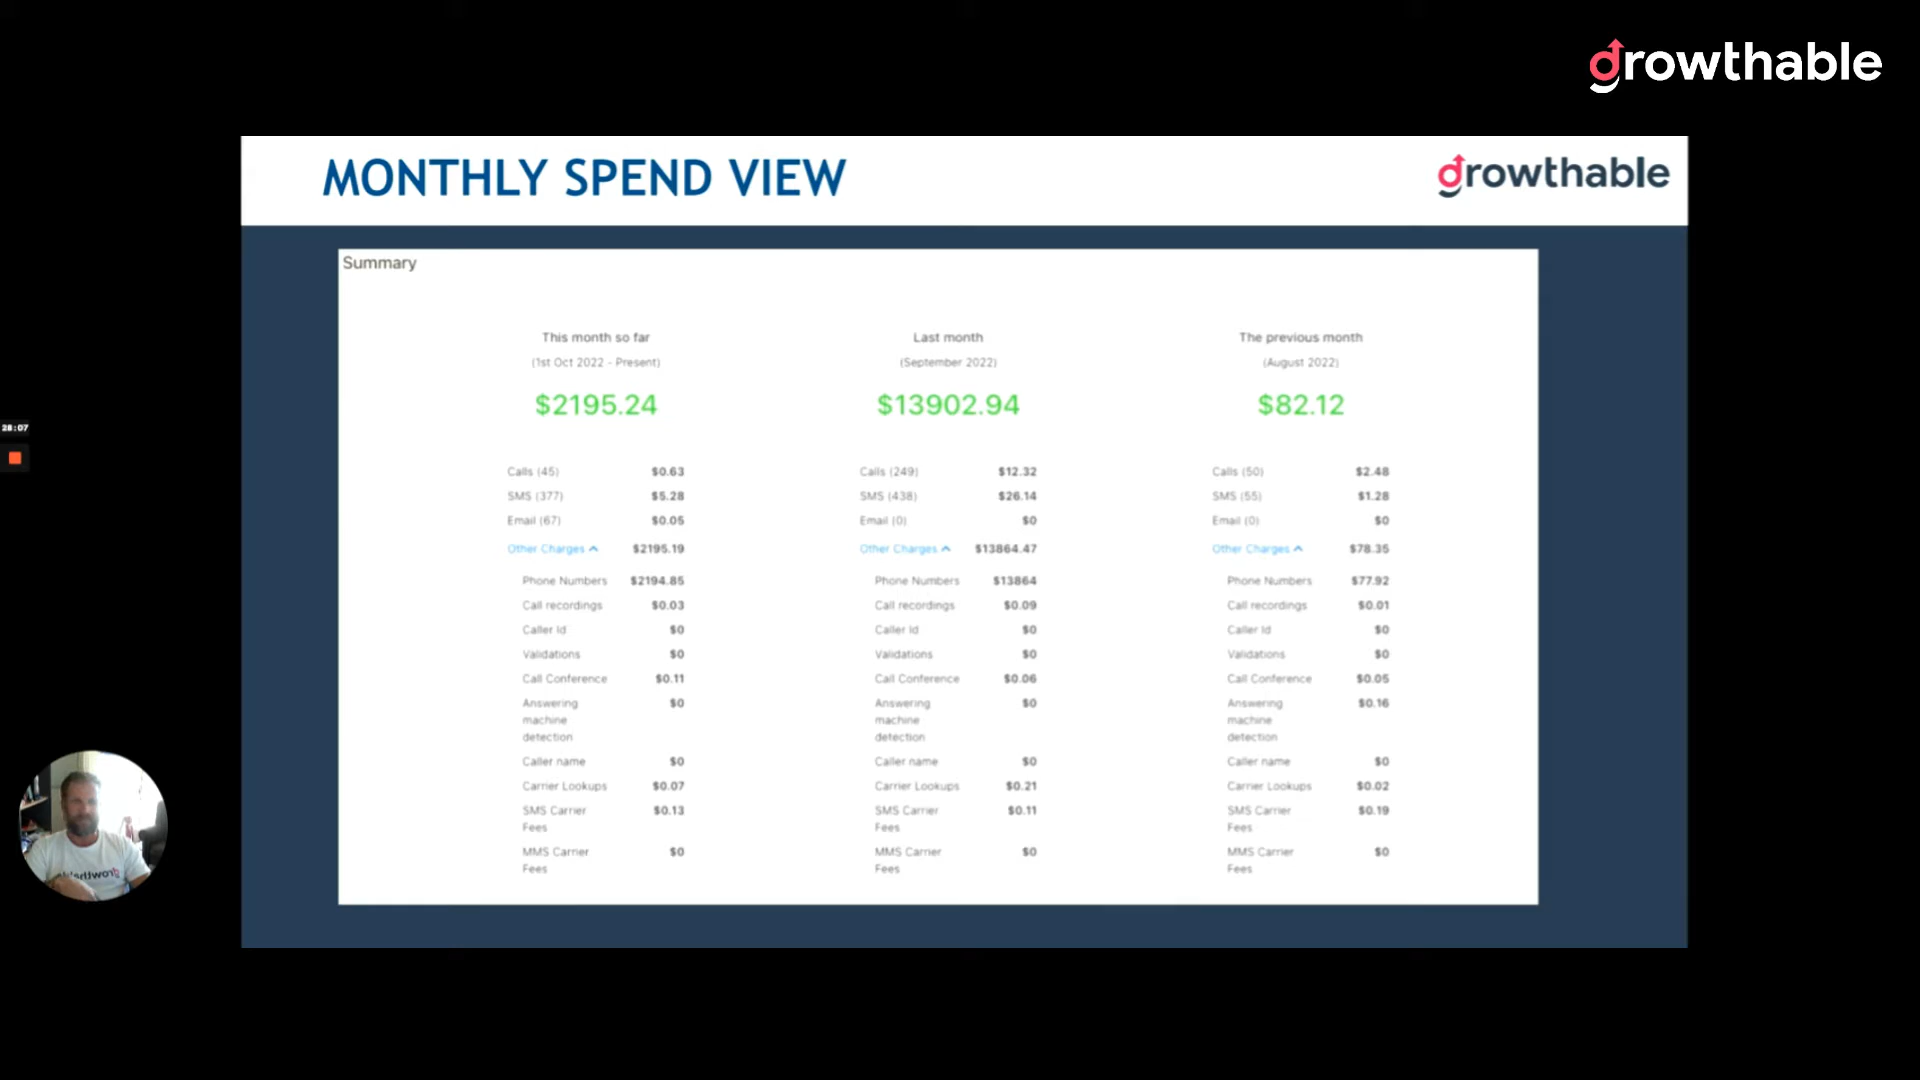 growthable
MONTHLY SPEND VIEW
growthable
Summary
This month so far
(1st Oct 2022 - Present)
$2195.24
Calls (45) $0.63
SMS (377) $5.28
Email (67) $0.05
Other Charges $2195.19
Phone Numbers $2194.85
Call recordings $0.03
Caller Id $0
Validations $0
Call Conference $0.11
Answering $0
machine
detection
Caller name $0
Carrier Lookups $0.07
SMS Carrier $0.13
Fees
MMS Carrier $0
Fees
Last month
(September 2022)
$13902.94
Calls (249) $12.32
SMS (438) $26.14
Email (0) $0
Other Charges $13864.47
Phone Numbers $13864
Call recordings $0.09
Caller Id $0
Validations $0
Call Conference $0.06
Answering $0
machine
detection
Caller name $0
Carrier Lookups $0.21
SMS Carrier $0.11
Fees
MMS Carrier $0
Fees
The previous month
(August 2022)
$82.12
Calls (50) $2.48
SMS (55) $1.28
Email (0) $0
Other Charges $78.35
Phone Numbers $77.92
Call recordings $0.01
Caller Id $0
Validations $0
Call Conference $0.05
Answering $0.16
machine
detection
Caller name $0
Carrier Lookups $0.02
SMS Carrier $0.19
Fees
MMS Carrier $0
Fees
28:07